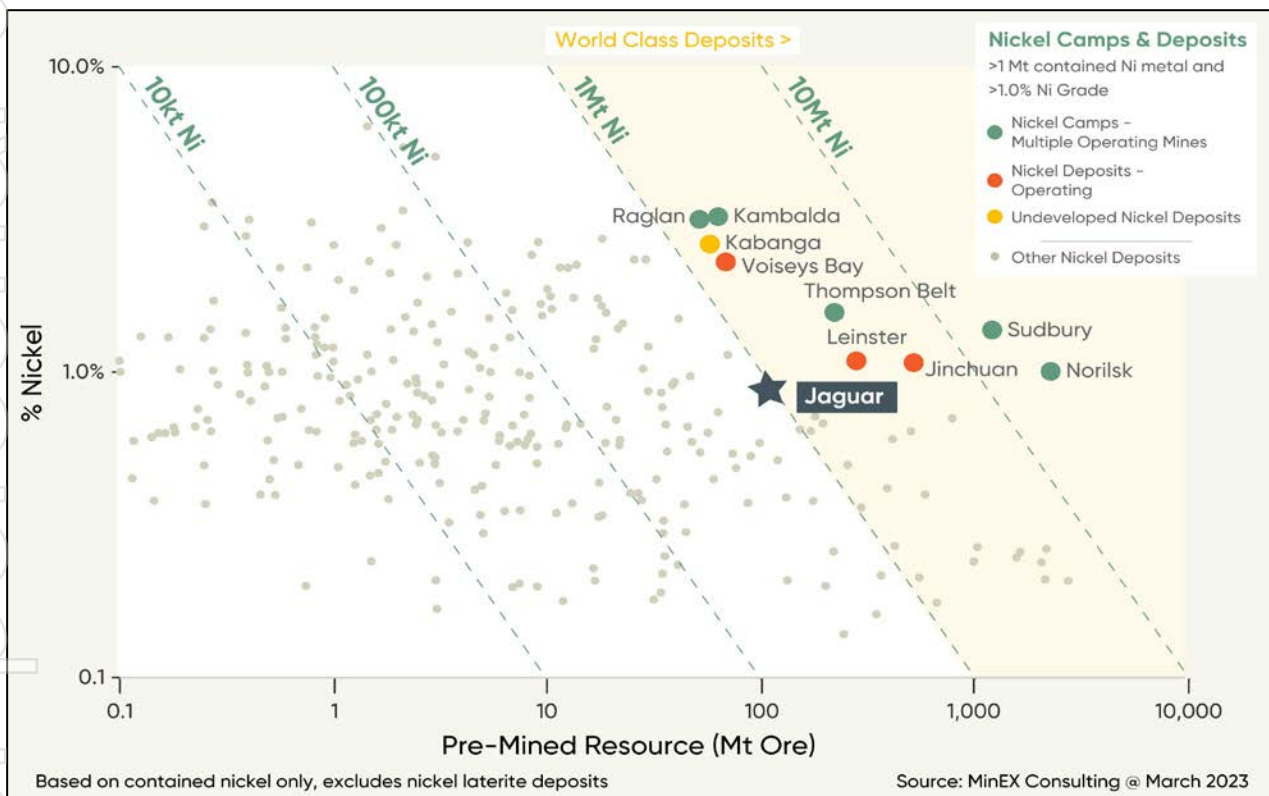 World Class Deposits >
Nickel Camps & Deposits
>1 Mt contained Ni metal and
>1.0% Ni Grade
Nickel Camps -
Multiple Operating Mines
Nickel Deposits -
Operating
Undeveloped Nickel Deposits
Other Nickel Deposits
10.0%
1.0%
0.1
% Nickel
10kt Ni
100kt Ni
1Mt Ni
10Mt Ni
Raglan
Kambalda
Kabanga
Voiseys Bay
Thompson Belt
Leinster
Sudbury
Jinchuan
Norilsk
Jaguar
0.1
1
10
100
1,000
10,000
Pre-Mined Resource (Mt Ore)
Based on contained nickel only, excludes nickel laterite deposits
Source: MinEX Consulting @ March 2023